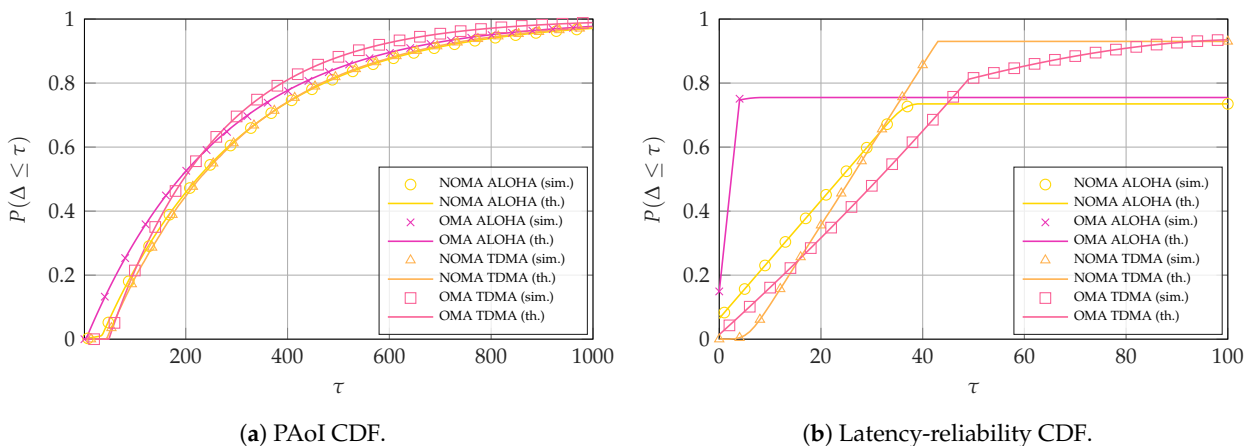 1
0.8
0.6
0.4
0.2
0
P(Δ ≤ τ)
200
400
600
800
1000
τ
NOMA ALOHA (sim.)
NOMA ALOHA (th.)
OMA ALOHA (sim.)
OMA ALOHA (th.)
NOMA TDMA (sim.)
NOMA TDMA (th.)
OMA TDMA (sim.)
OMA TDMA (th.)
(a) PAoI CDF.
1
0.8
0.6
0.4
0.2
0
P(Δ ≤ τ)
0
20
40
60
80
100
τ
NOMA ALOHA (sim.)
NOMA ALOHA (th.)
OMA ALOHA (sim.)
OMA ALOHA (th.)
NOMA TDMA (sim.)
NOMA TDMA (th.)
OMA TDMA (sim.)
OMA TDMA (th.)
(b) Latency-reliability CDF.